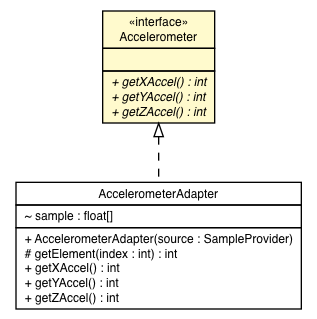 «interface»
Accelerometer
+ getXAccel() : int
+ getYAccel() : int
+ getZAccel() : int
AccelerometerAdapter
~ sample : float[]
+ AccelerometerAdapter(source : SampleProvider)
# getElement(index : int) : int
+ getXAccel() : int
+ getYAccel() : int
+ getZAccel() : int